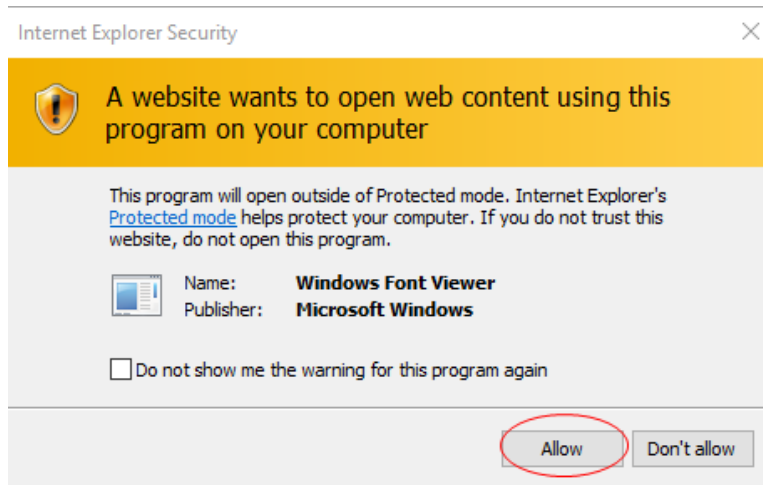 Internet Explorer Security
A website wants to open web content using this
program on your computer
This program will open outside of Protected mode. Internet Explorer's
Protected mode helps protect your computer. If you do not trust this
website, do not open this program.
Name: Windows Font Viewer
Publisher: Microsoft Windows
Do not show me the warning for this program again
Allow Don't allow